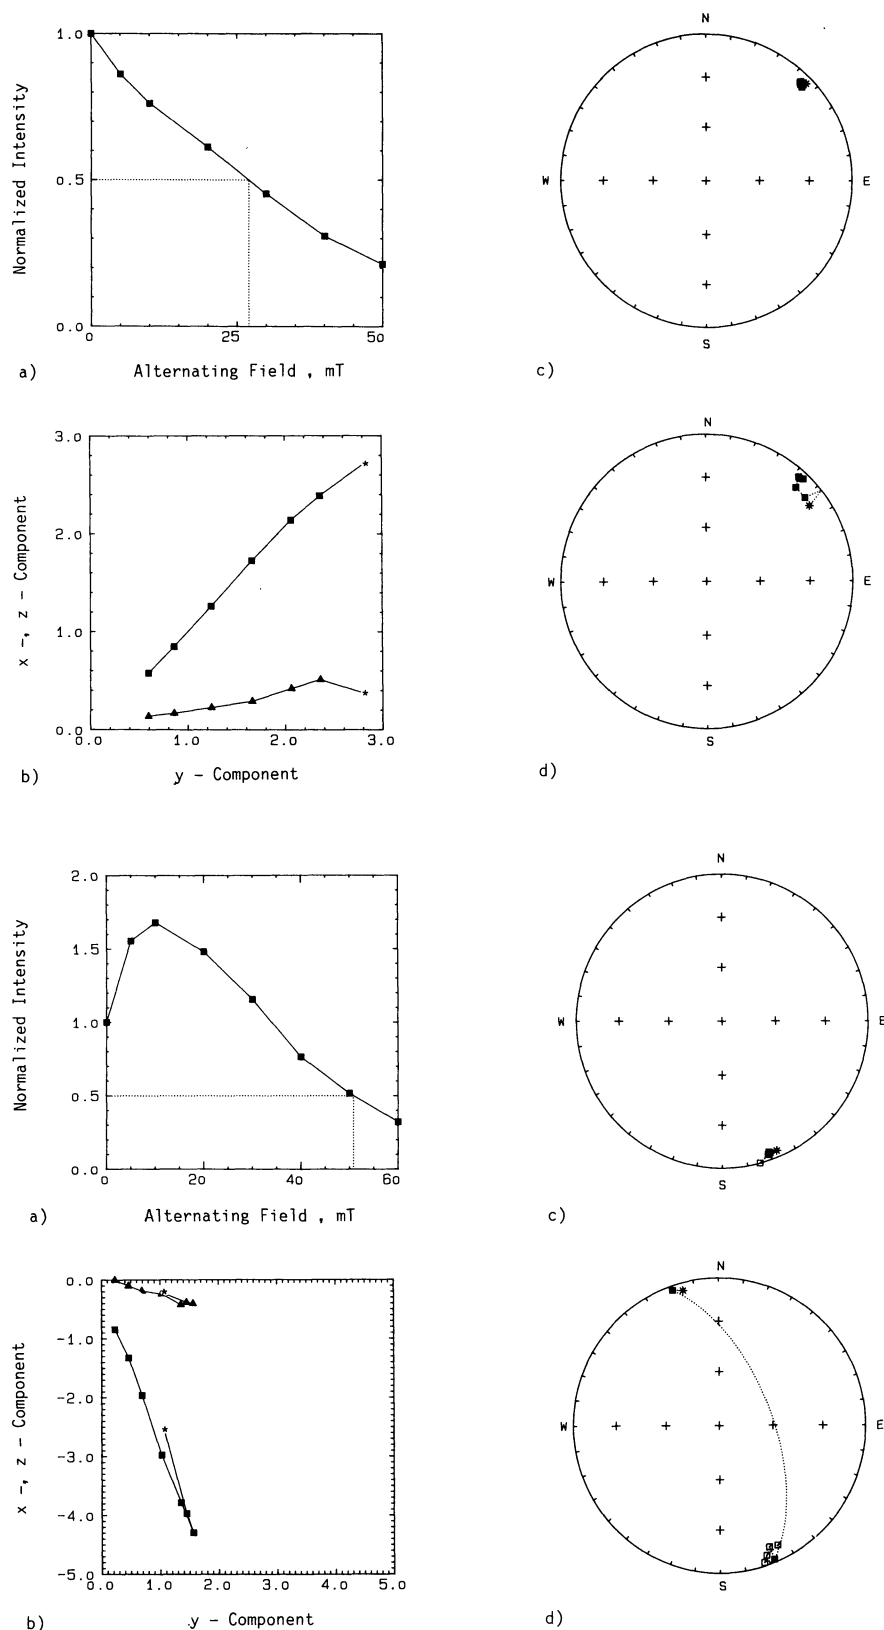 1.0
0.5
0.0
0 25 50
Normalized Intensity
a) Alternating Field , mT
N
W E
S
c)
3.0
2.0
1.0
0.0
0.0 1.0 2.0 3.0
x -, z - Component
b) y - Component
N
W E
S
d)
2.0
1.5
1.0
0.5
0.0
0 20 40 60
Normalized Intensity
a) Alternating Field , mT
N
W E
S
c)
0.0
-1.0
-2.0
-3.0
-4.0
-5.0
0.0 1.0 2.0 3.0 4.0 5.0
x -, z - Component
b) y - Component
N
W E
S
d)